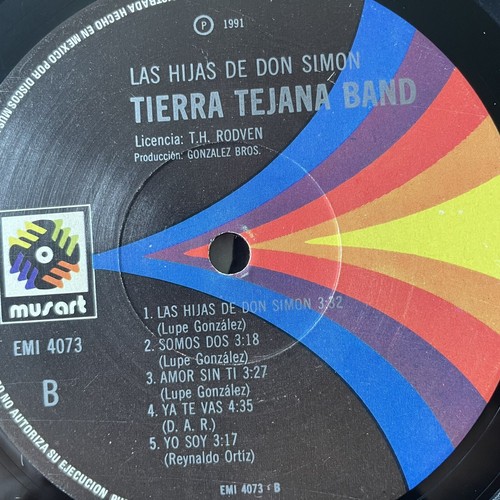 STRADA HECHO EN MEXICO POR DISCOS MUS
℗ 1991
LAS HIJAS DE DON SIMON
TIERRA TEJANA BAND
Licencia: T.H. RODVEN
Producción: GONZALEZ BROS.
musart
EMI 4073
B
1. LAS HIJAS DE DON SIMON 3:32
(Lupe González)
2. SOMOS DOS 3:18
(Lupe González)
3. AMOR SIN TI 3:27
(Lupe González)
4. YA TE VAS 4:35
(D. A. R.)
5. YO SOY 3:17
(Reynaldo Ortiz)
EMI 4073 - B
O NO AUTORIZA SU EJECUCION PU